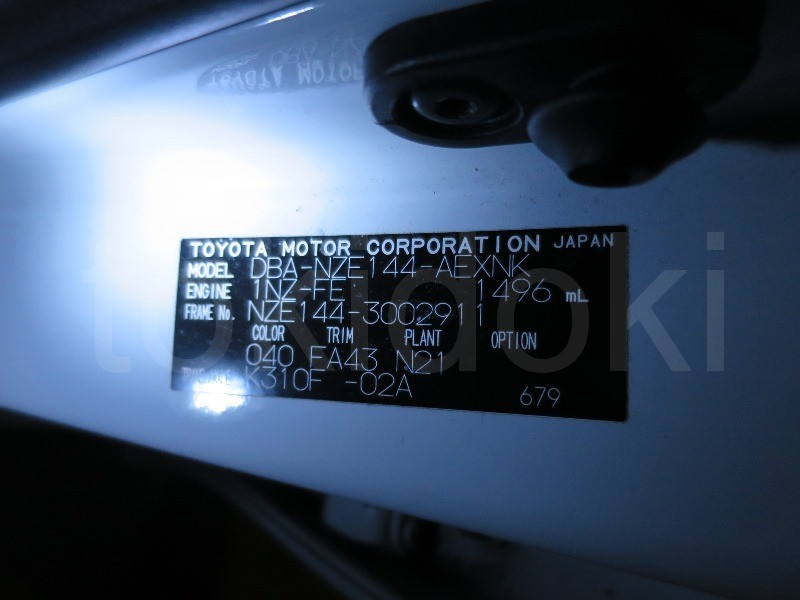 TOYOTA MOTOR CORPORATION JAPAN
MODEL DBA-NZE144-AEXNK
ENGINE 1NZ-FE 1496 mL
FRAME No. NZE144-3002911
COLOR TRIM PLANT OPTION
040 FA43 N21
K310F -02A 679
tokidoki